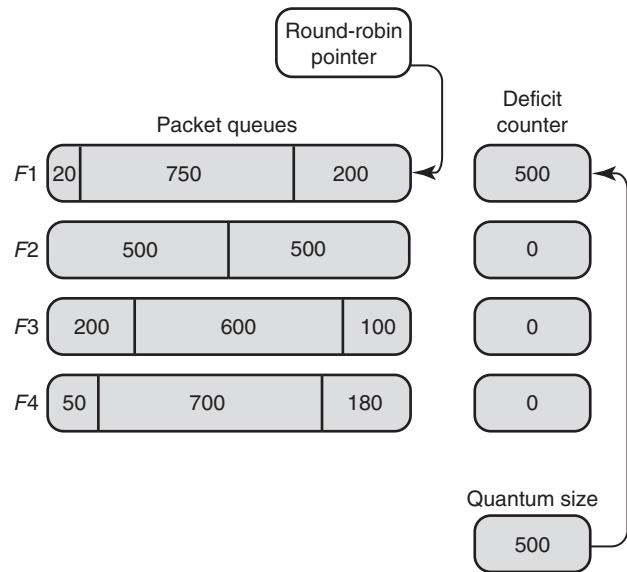 Round-robin
pointer
Packet queues
Deficit
counter
F1 20 750 200 500
F2 500 500 0
F3 200 600 100 0
F4 50 700 180 0
Quantum size
500